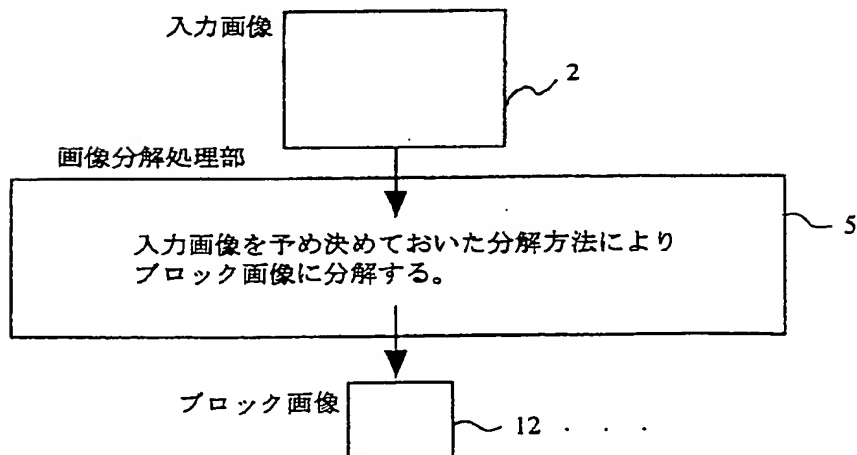 入力画像
2
画像分解処理部
5
入力画像を予め決めておいた分解方法により
ブロック画像に分解する。
ブロック画像
12 . . .